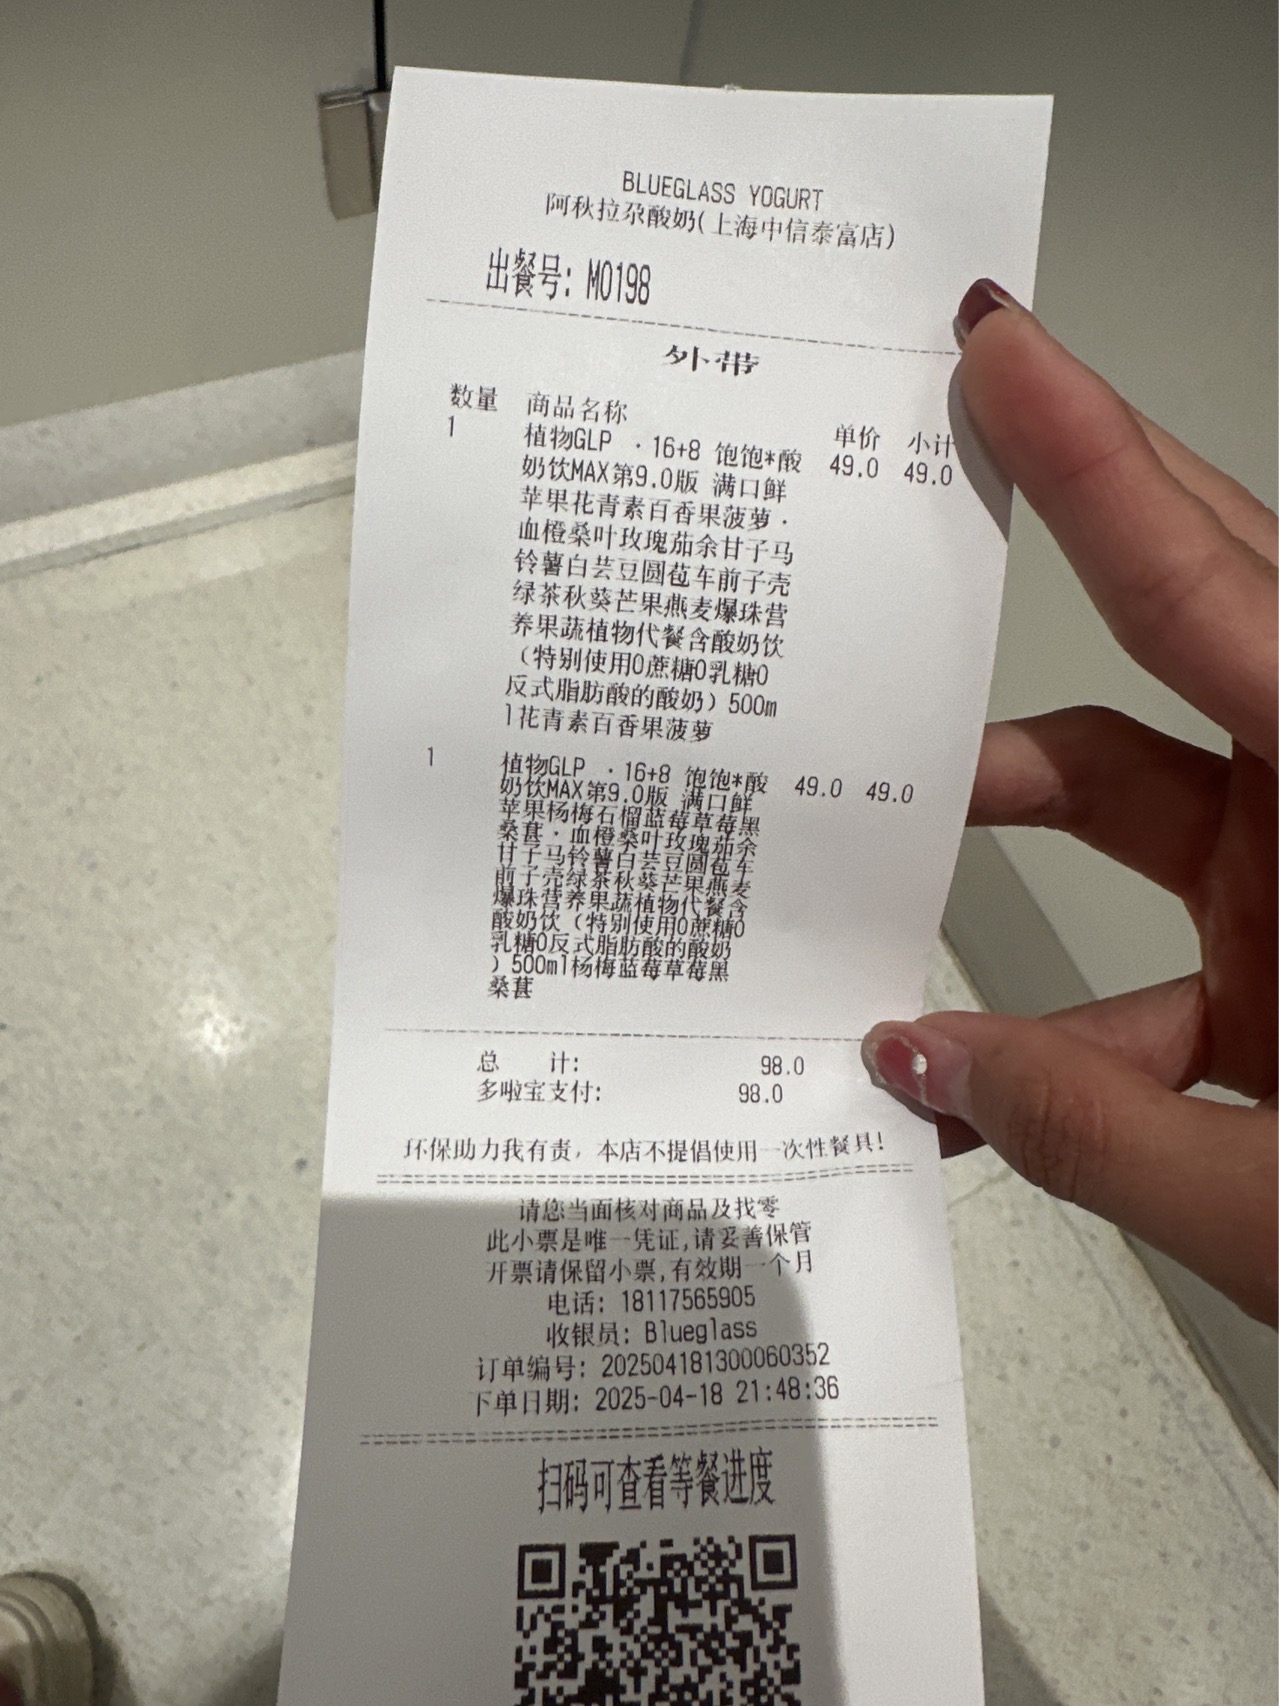 BLUEGLASS YOGURT
阿秋拉尕酸奶(上海中信泰富店)
出餐号: M0198
外带
数量 商品名称 单价 小计
1 植物GLP ·16+8 饱饱*酸 49.0 49.0
奶饮MAX第9.0版 满口鲜
苹果花青素百香果菠萝·
血橙桑叶玫瑰茄余甘子马
铃薯白芸豆圆苞车前子壳
绿茶秋葵芒果燕麦爆珠营
养果蔬植物代餐含酸奶饮
（特别使用0蔗糖0乳糖0
反式脂肪酸的酸奶）500m
l花青素百香果菠萝
1 植物GLP ·16+8 饱饱*酸 49.0 49.0
奶饮MAX第9.0版 满口鲜
苹果杨梅石榴蓝莓草莓黑
桑葚·血橙桑叶玫瑰茄余
甘子马铃薯白芸豆圆苞车
前子壳绿茶秋葵芒果燕麦
爆珠营养果蔬植物代餐含
酸奶饮（特别使用0蔗糖0
乳糖0反式脂肪酸的酸奶
）500ml杨梅蓝莓草莓黑
桑葚
总 计: 98.0
多啦宝支付: 98.0
环保助力我有责，本店不提倡使用一次性餐具!
请您当面核对商品及找零
此小票是唯一凭证,请妥善保管
开票请保留小票,有效期一个月
电话: 18117565905
收银员: Blueglass
订单编号: 202504181300060352
下单日期: 2025-04-18 21:48:36
扫码可查看等餐进度